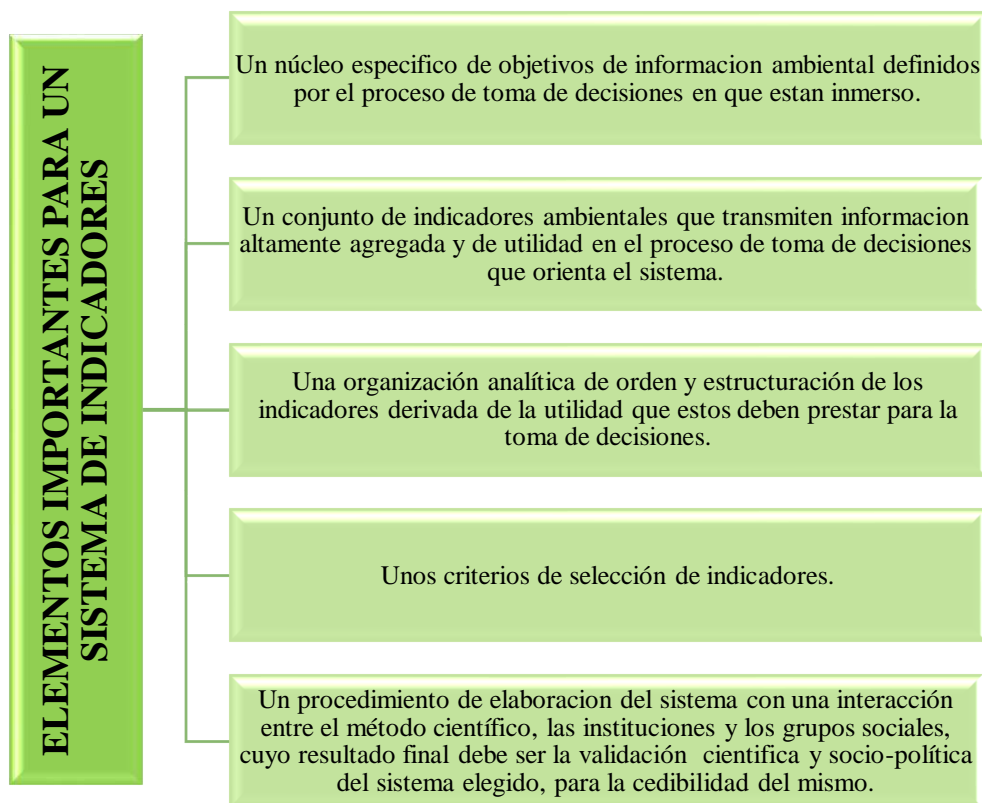 ELEMENTOS IMPORTANTES PARA UN
SISTEMA DE INDICADORES
Un núcleo especifico de objetivos de informacion ambiental definidos
por el proceso de toma de decisiones en que estan inmerso.
Un conjunto de indicadores ambientales que transmiten informacion
altamente agregada y de utilidad en el proceso de toma de decisiones
que orienta el sistema.
Una organización analítica de orden y estructuración de los
indicadores derivada de la utilidad que estos deben prestar para la
toma de decisiones.
Unos criterios de selección de indicadores.
Un procedimiento de elaboracion del sistema con una interacción
entre el método científico, las instituciones y los grupos sociales,
cuyo resultado final debe ser la validación cientifica y socio-política
del sistema elegido, para la cedibilidad del mismo.